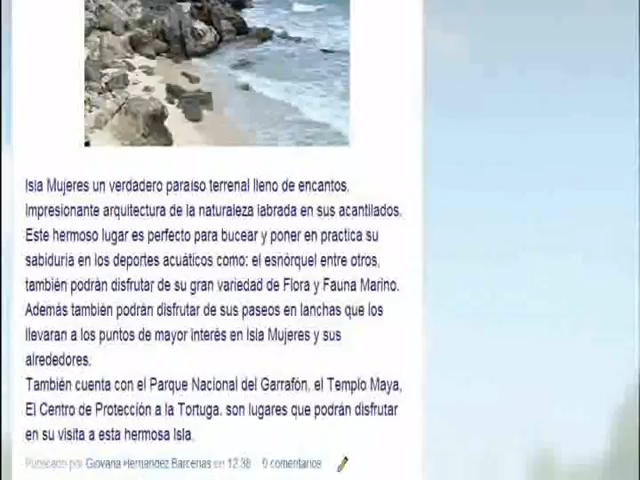 Isla Mujeres un verdadero paraíso terrenal lleno de encantos.
Impresionante arquitectura de la naturaleza labrada en sus acantilados.
Este hermoso lugar es perfecto para bucear y poner en practica su
sabiduría en los deportes acuáticos como: el esnórquel entre otros,
también podrán disfrutar de su gran variedad de Flora y Fauna Marino.
Además también podrán disfrutar de sus paseos en lanchas que los
llevaran a los puntos de mayor interés en Isla Mujeres y sus
alrededores.
También cuenta con el Parque Nacional del Garrafón, el Templo Maya,
El Centro de Protección a la Tortuga. son lugares que podrán disfrutar
en su visita a esta hermosa Isla.
Publicado por Giovana Hernandez Barcenas en 12:38 0 comentarios